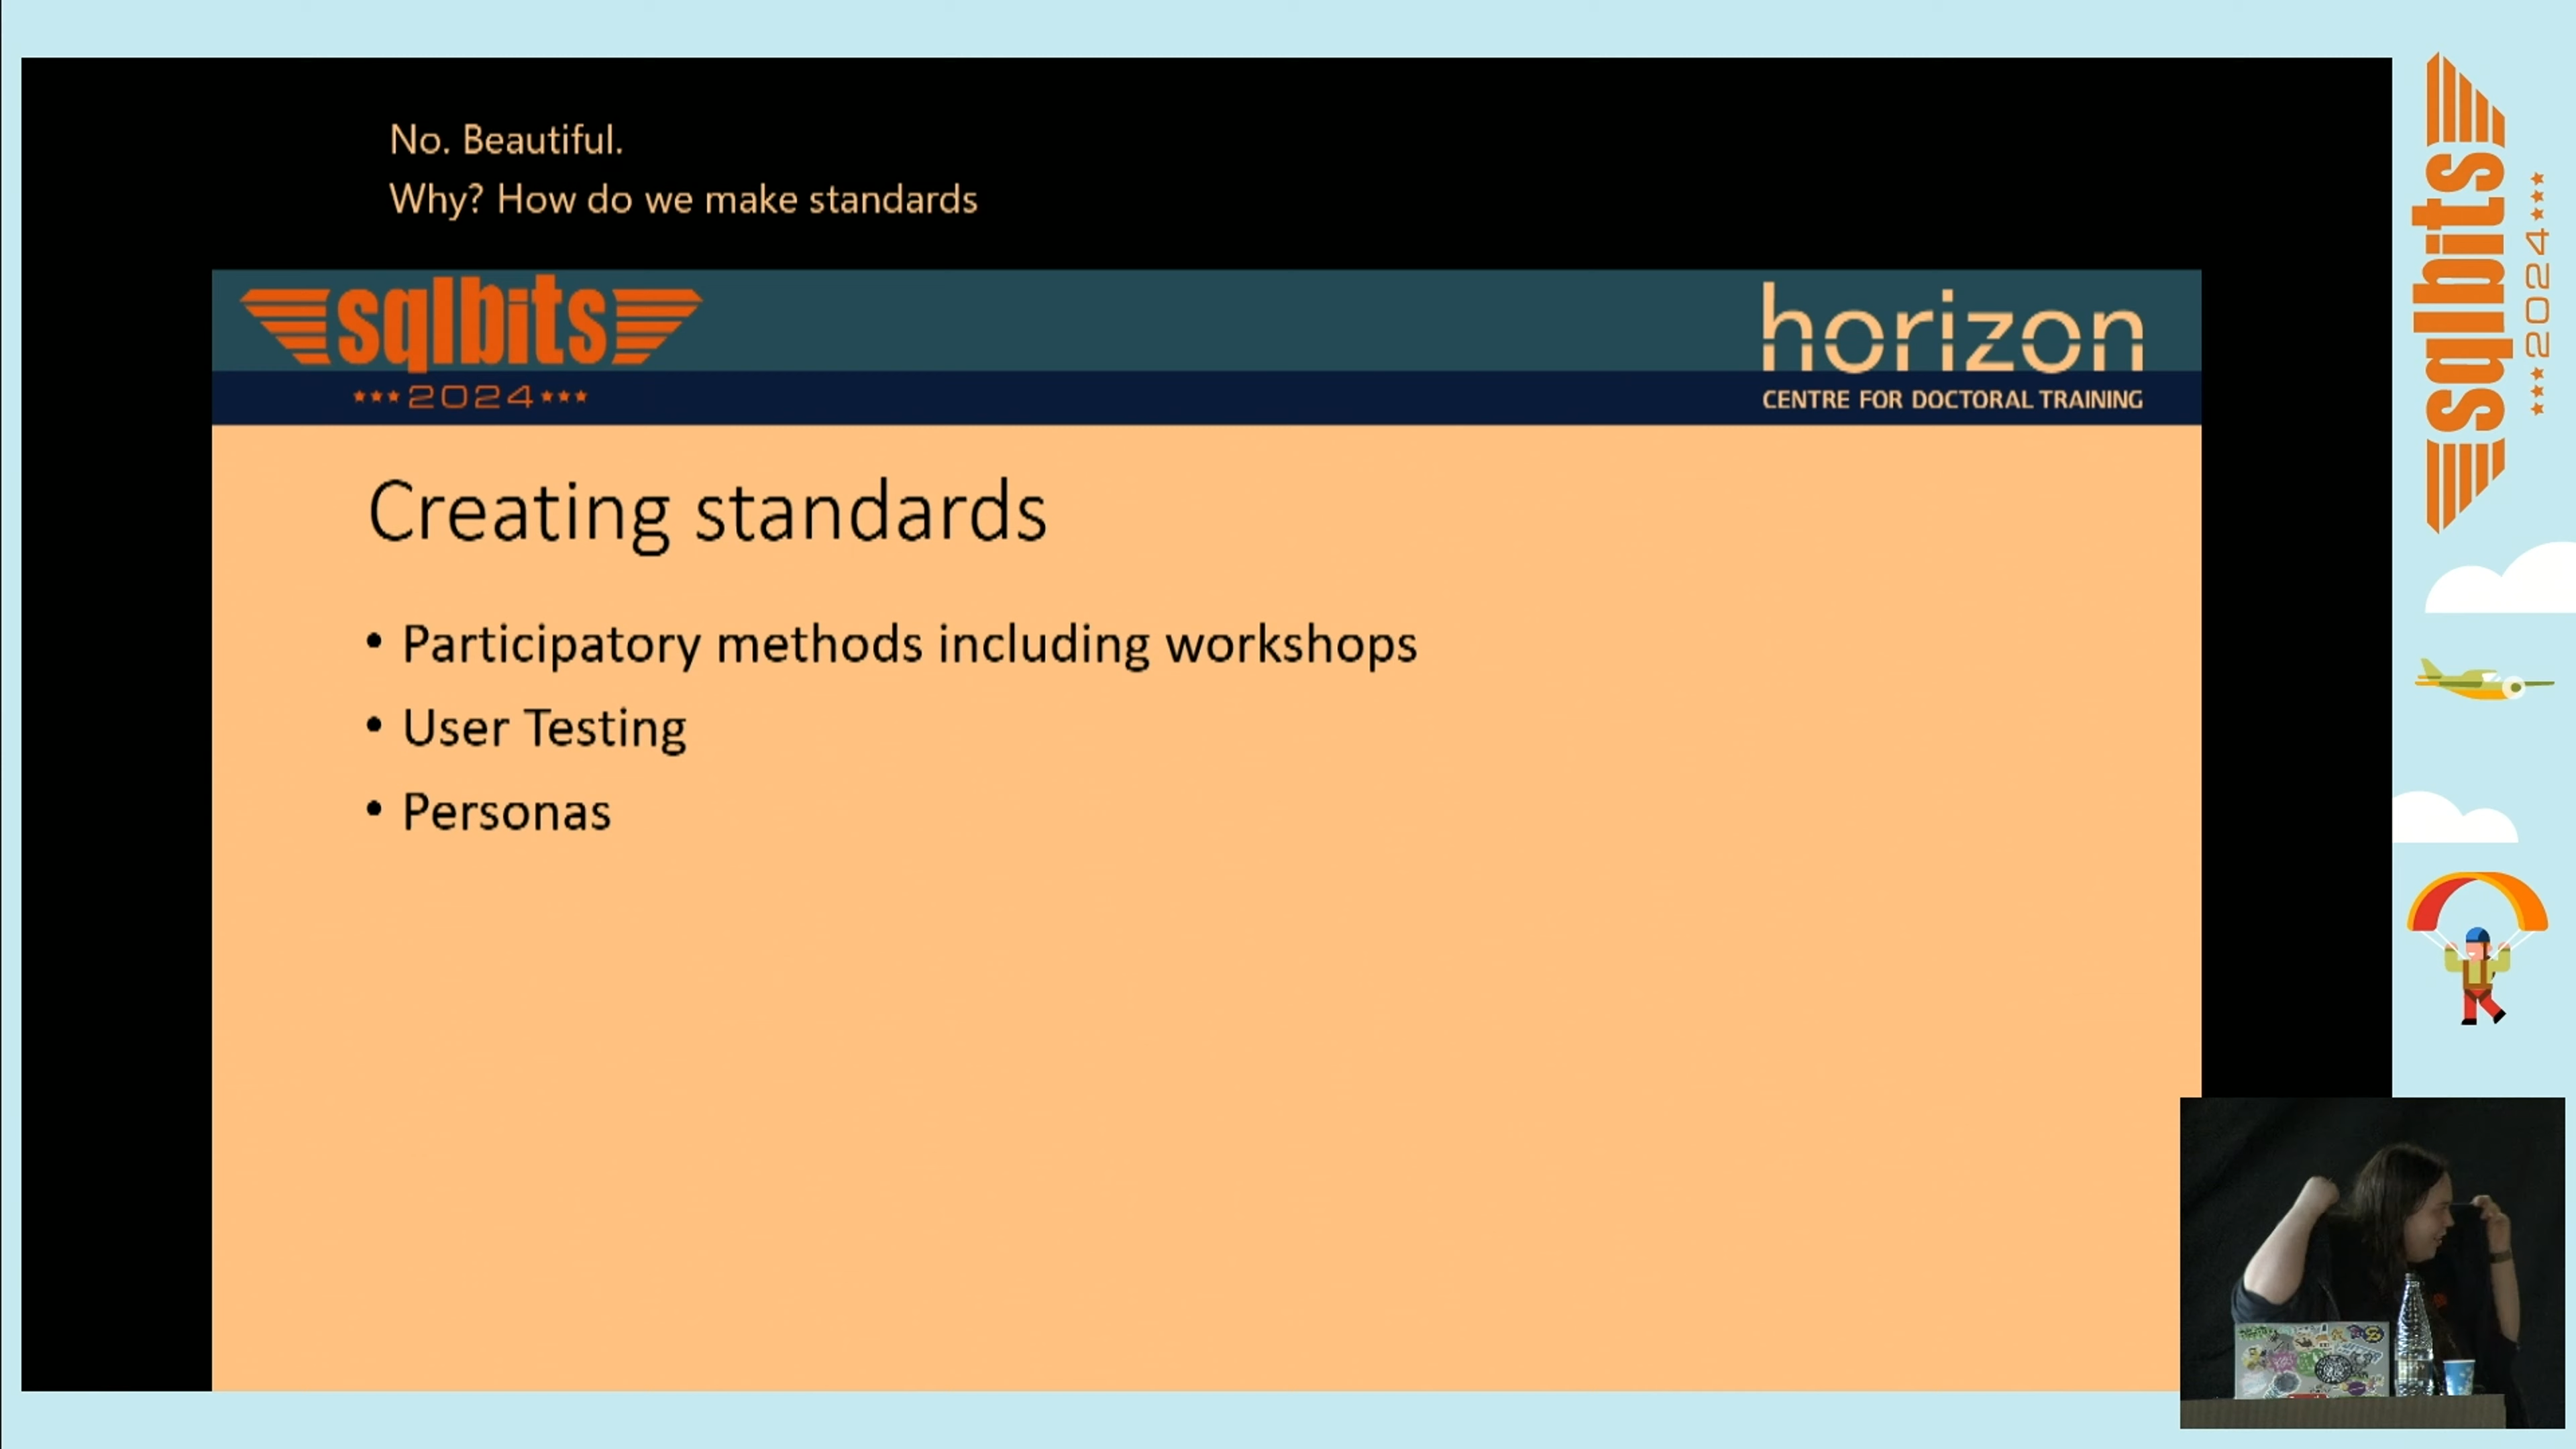 No. Beautiful.
Why? How do we make standards
sqlbits
2024
horizon
CENTRE FOR DOCTORAL TRAINING
Creating standards
• Participatory methods including workshops
• User Testing
• Personas
sqlbits
2024